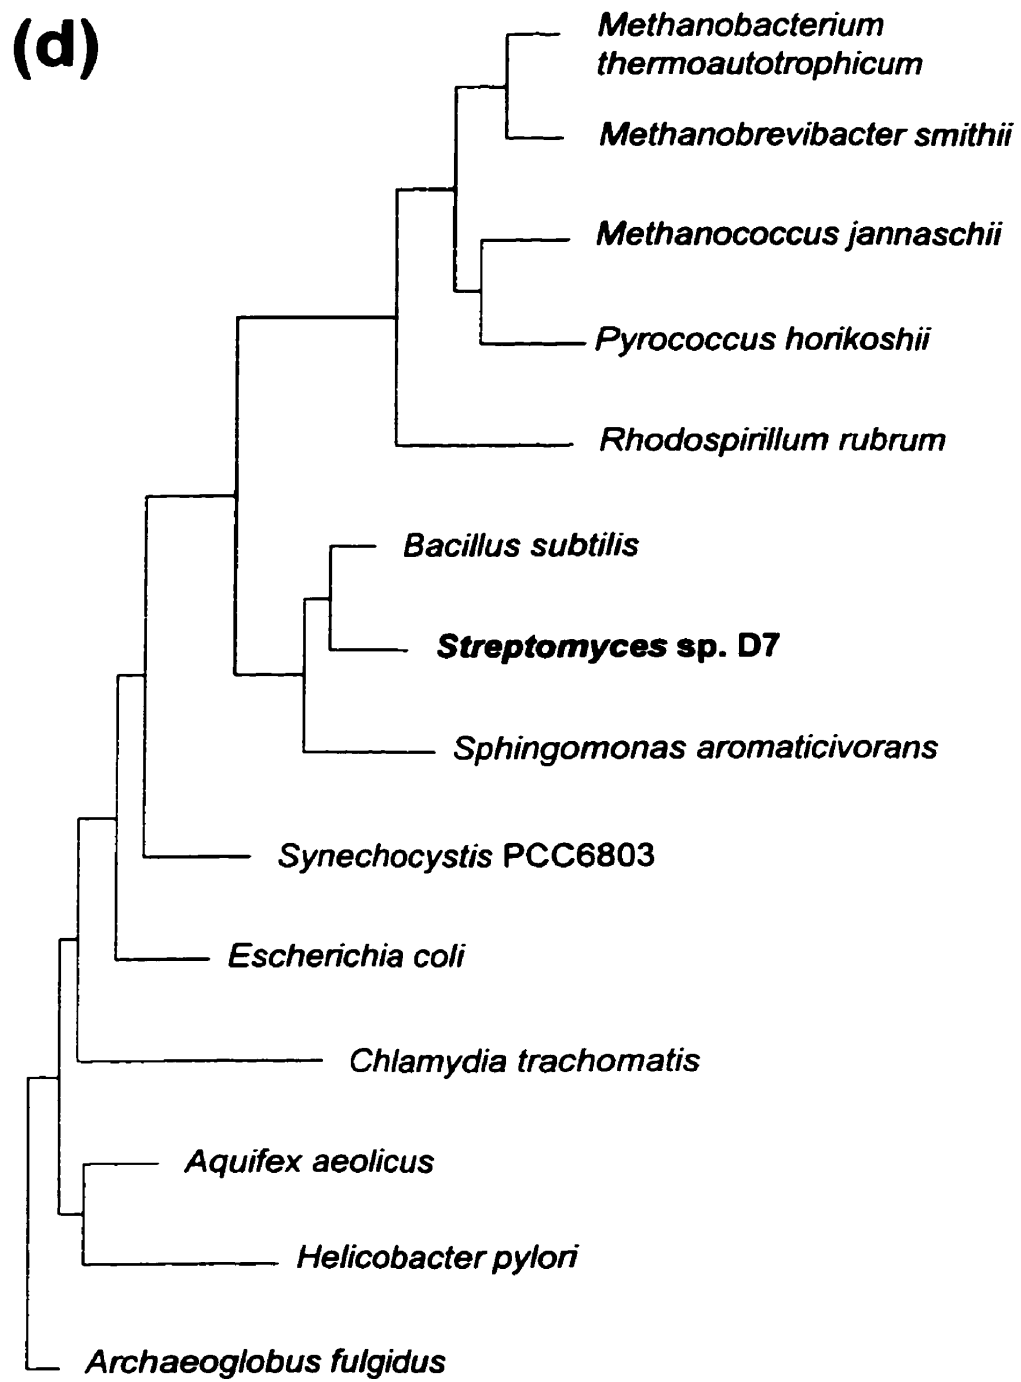 (d)
Methanobacterium
thermoautotrophicum
Methanobrevibacter smithii
Methanococcus jannaschii
Pyrococcus horikoshii
Rhodospirillum rubrum
Bacillus subtilis
Streptomyces sp. D7
Sphingomonas aromaticivorans
Synechocystis PCC6803
Escherichia coli
Chlamydia trachomatis
Aquifex aeolicus
Helicobacter pylori
Archaeoglobus fulgidus